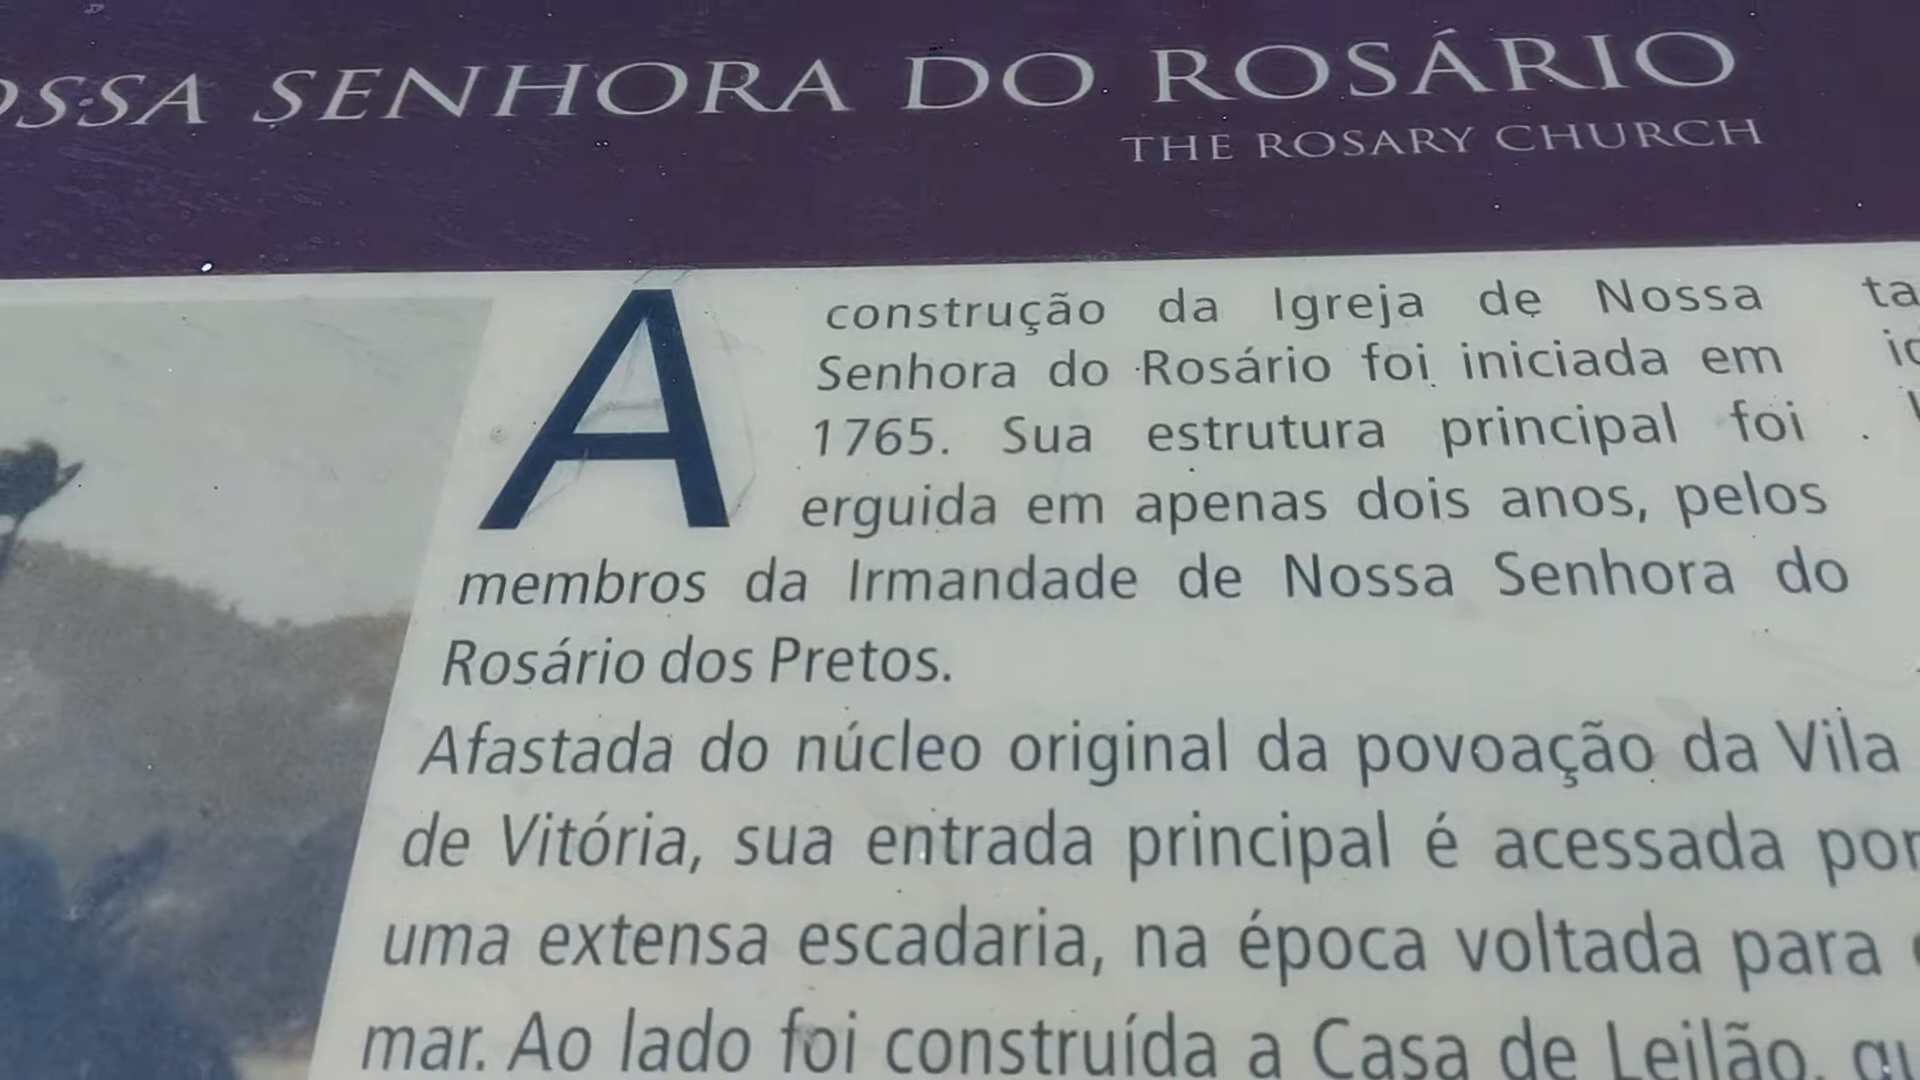 SENHORA DO ROSÁRIO
THE ROSARY CHURCH
A construção da Igreja de Nossa
Senhora do Rosário foi iniciada em
1765. Sua estrutura principal foi
erguida em apenas dois anos, pelos
membros da Irmandade de Nossa Senhora do
Rosário dos Pretos.
Afastada do núcleo original da povoação da Vila
de Vitória, sua entrada principal é acessada por
uma extensa escadaria, na época voltada para
mar. Ao lado foi construída a Casa de Leilão,